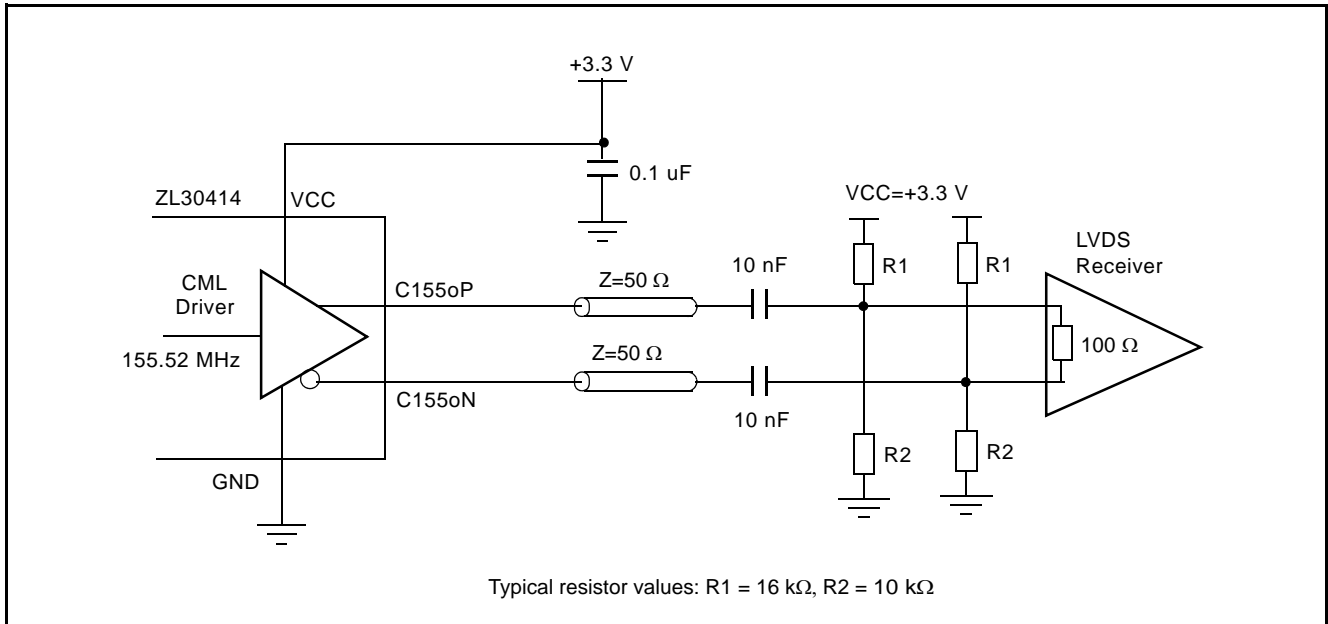 +3.3 V
0.1 uF
ZL30414
VCC
VCC=+3.3 V
LVDS
Receiver
CML
Driver
C155oP
Z=50 Ω
10 nF
R1
R1
155.52 MHz
Z=50 Ω
100 Ω
C155oN
10 nF
R2
R2
GND
Typical resistor values: R1 = 16 kΩ, R2 = 10 kΩ